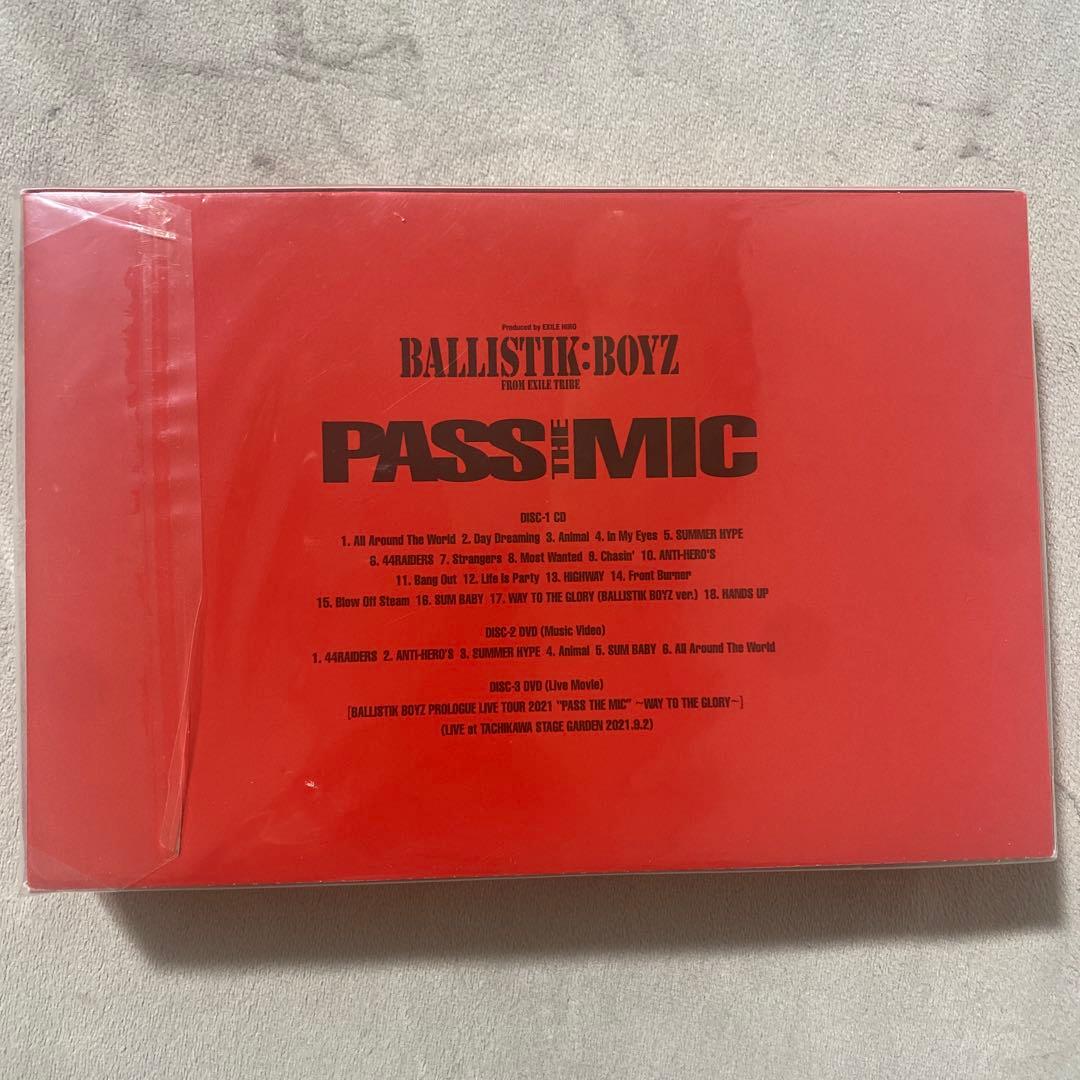 Produced by EXILE HIRO
BALLISTIK:BOYZ
FROM EXILE TRIBE
PASS THE MIC
DISC-1 CD
1. All Around The World 2. Day Dreaming 3. Animal 4. In My Eyes 5. SUMMER HYPE
6. 44RAIDERS 7. Strangers 8. Most Wanted 9. Chasin' 10. ANTI-HERO'S
11. Bang Out 12. Life Is Party 13. HIGHWAY 14. Front Burner
15. Blow Off Steam 16. SUM BABY 17. WAY TO THE GLORY (BALLISTIK BOYZ ver.) 18. HANDS UP
DISC-2 DVD (Music Video)
1. 44RAIDERS 2. ANTI-HERO'S 3. SUMMER HYPE 4. Animal 5. SUM BABY 6. All Around The World
DISC-3 DVD (Live Movie)
[BALLISTIK BOYZ PROLOGUE LIVE TOUR 2021 "PASS THE MIC" ~WAY TO THE GLORY~]
(LIVE at TACHIKAWA STAGE GARDEN 2021.9.2)